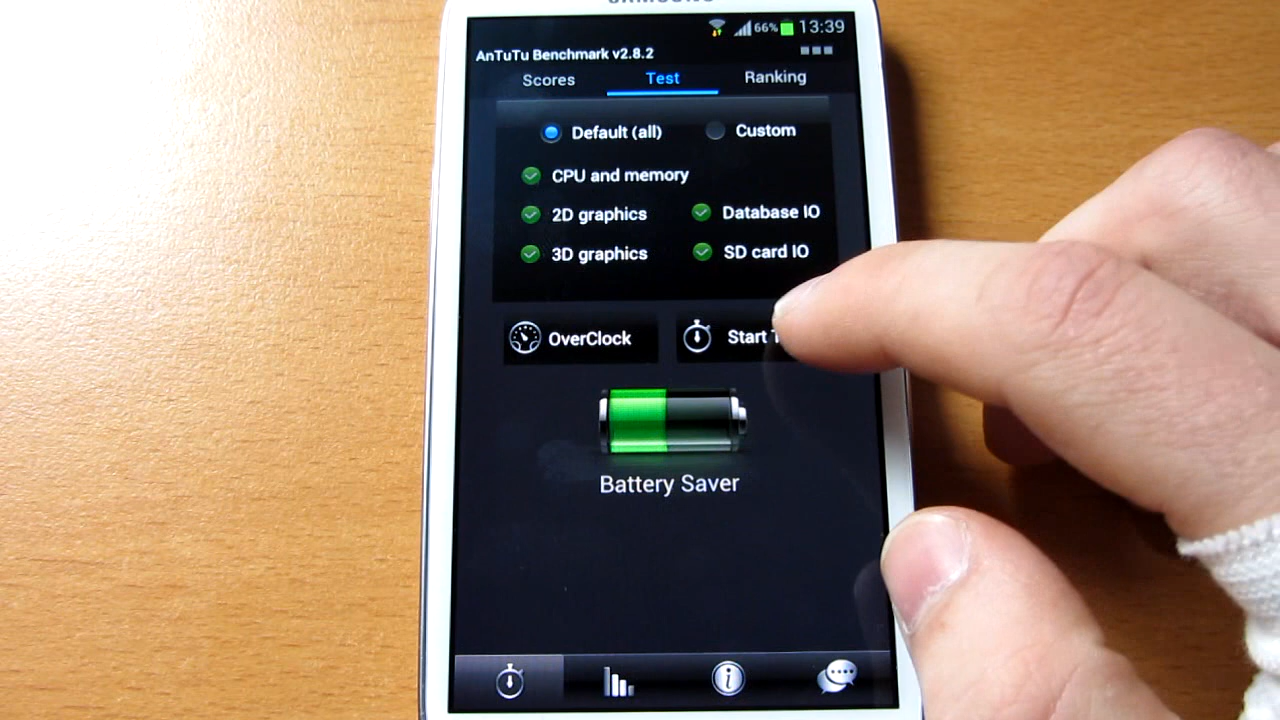 SAMSUNG
66% 13:39
AnTuTu Benchmark v2.8.2
Scores Test Ranking
Default (all) Custom
CPU and memory
2D graphics Database IO
3D graphics SD card IO
OverClock Start
Battery Saver